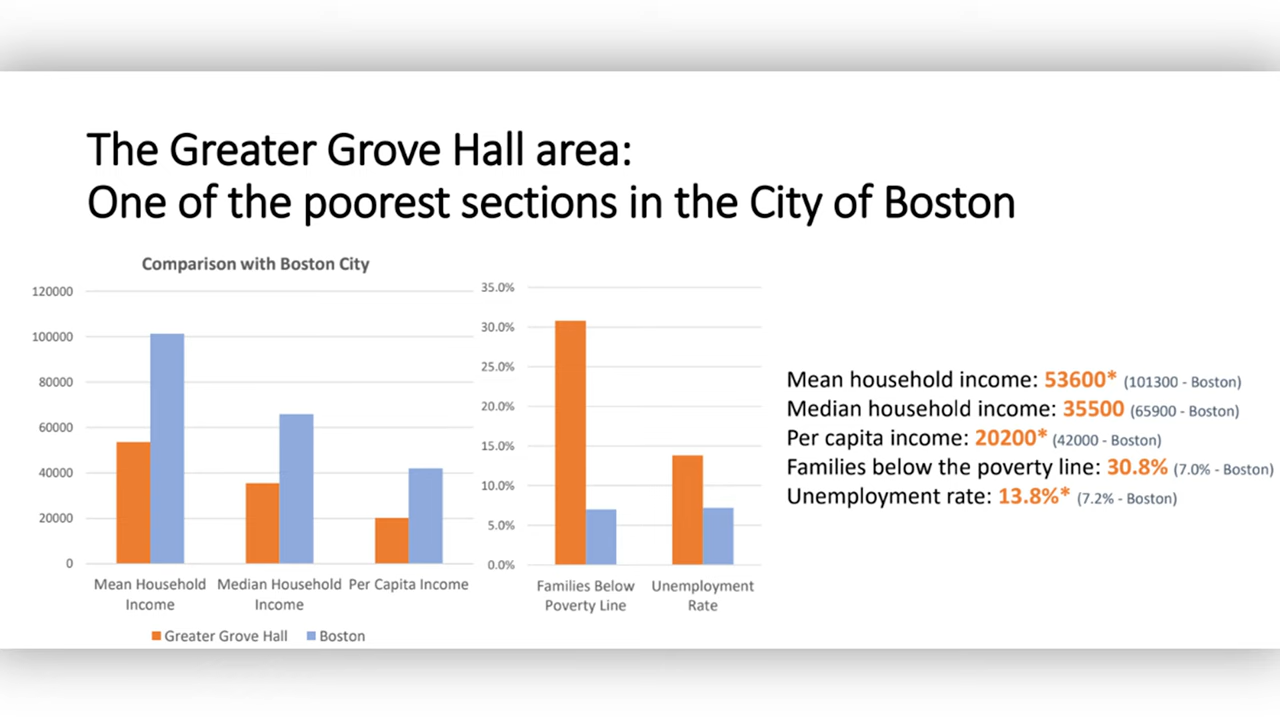 The Greater Grove Hall area:
One of the poorest sections in the City of Boston
Comparison with Boston City
120000
100000
80000
60000
40000
20000
0
Mean Household
Income
Median Household
Income
Per Capita Income
Greater Grove Hall
Boston
35.0%
30.0%
25.0%
20.0%
15.0%
10.0%
5.0%
0.0%
Families Below
Poverty Line
Unemployment
Rate
Mean household income: 53600* (101300 - Boston)
Median household income: 35500 (65900 - Boston)
Per capita income: 20200* (42000 - Boston)
Families below the poverty line: 30.8% (7.0% - Boston)
Unemployment rate: 13.8%* (7.2% - Boston)